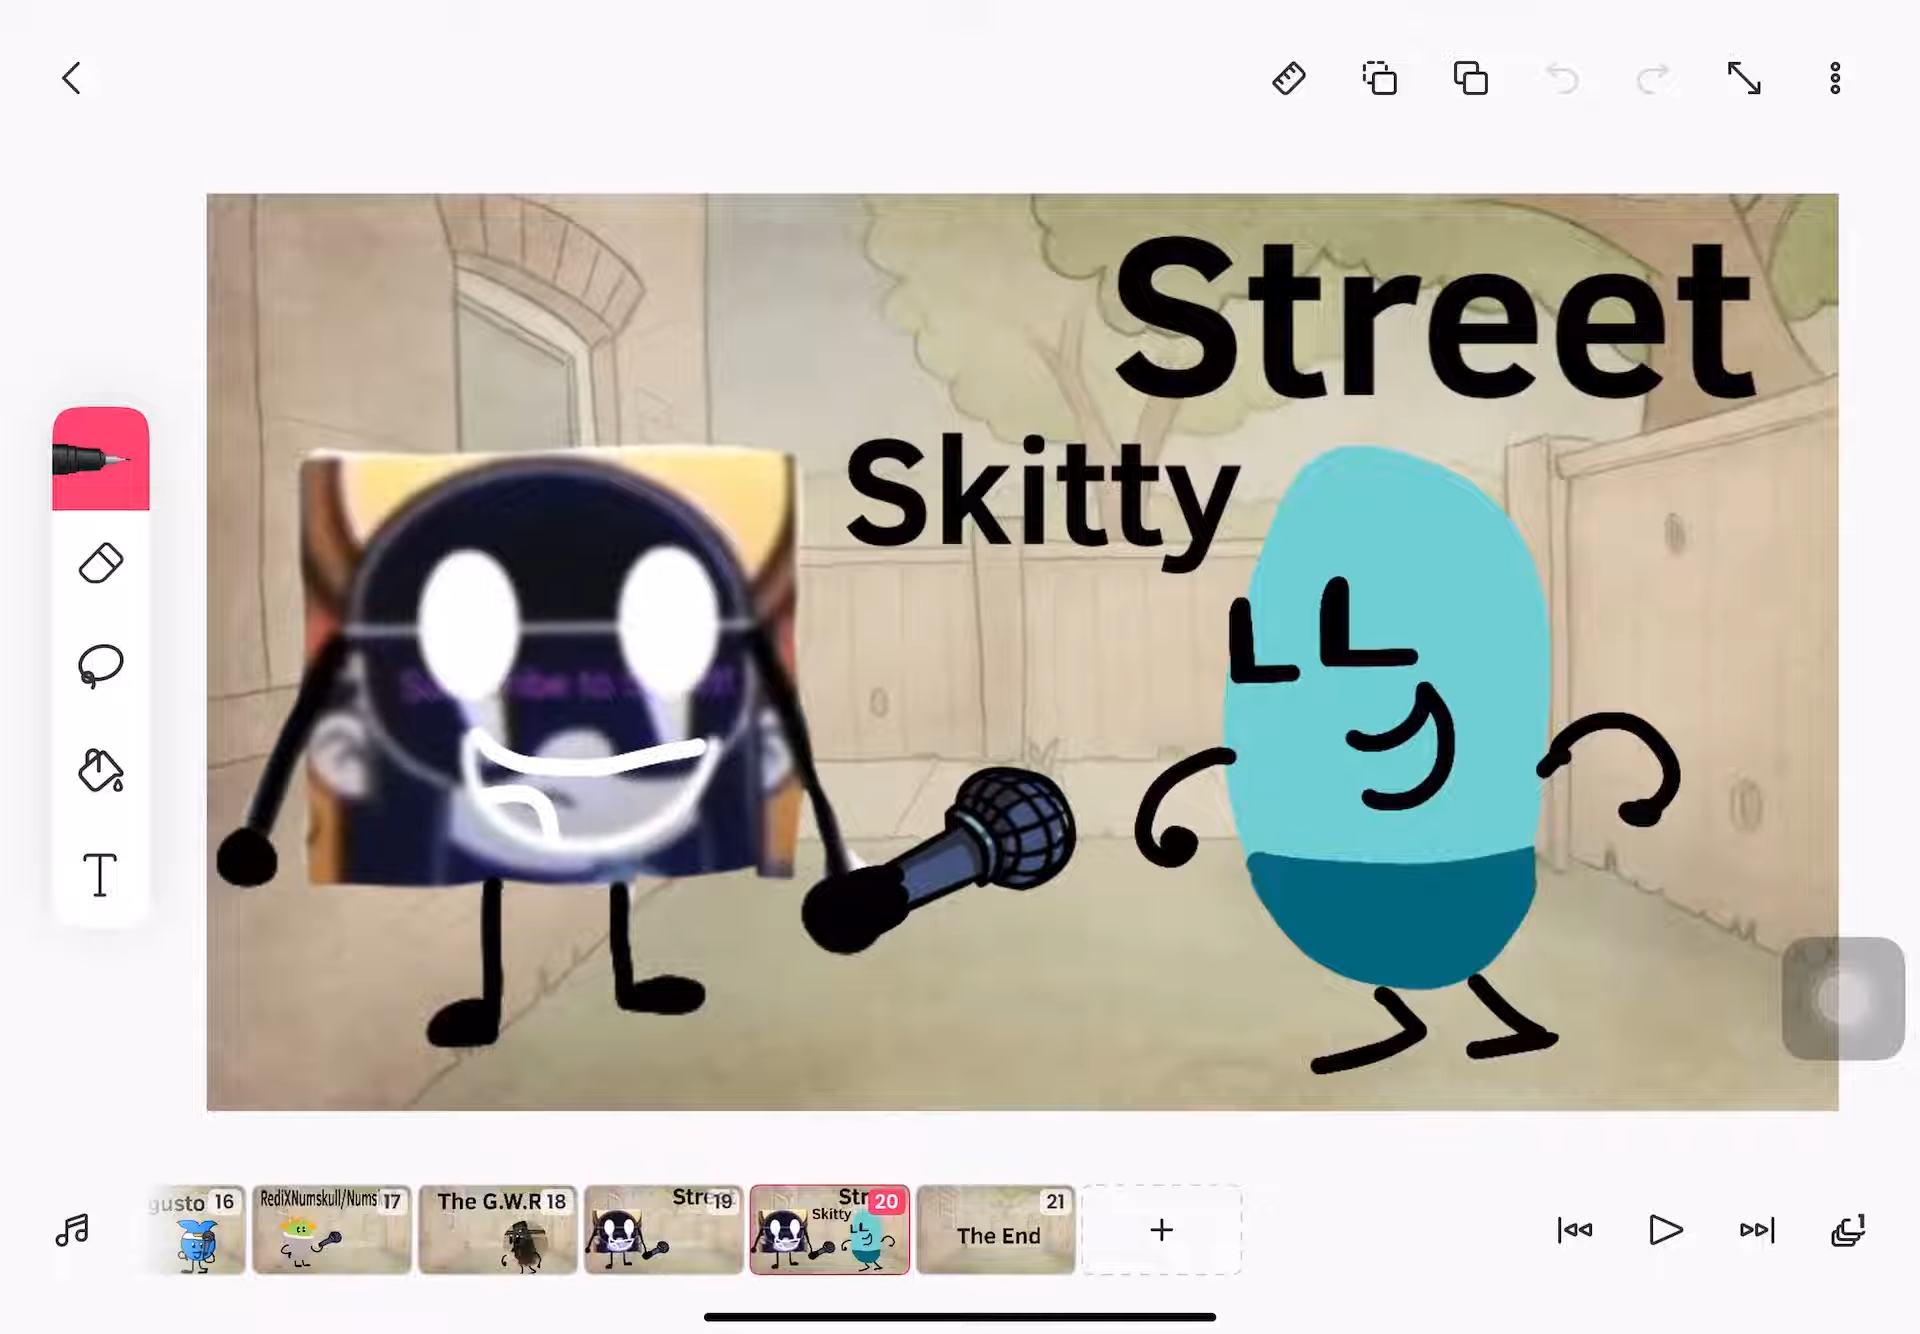 Street
Skitty
gusto 16
RediXNumskull/Nums 17
The G.W.R 18
Stre 19
Str 20
Skitty
21
The End